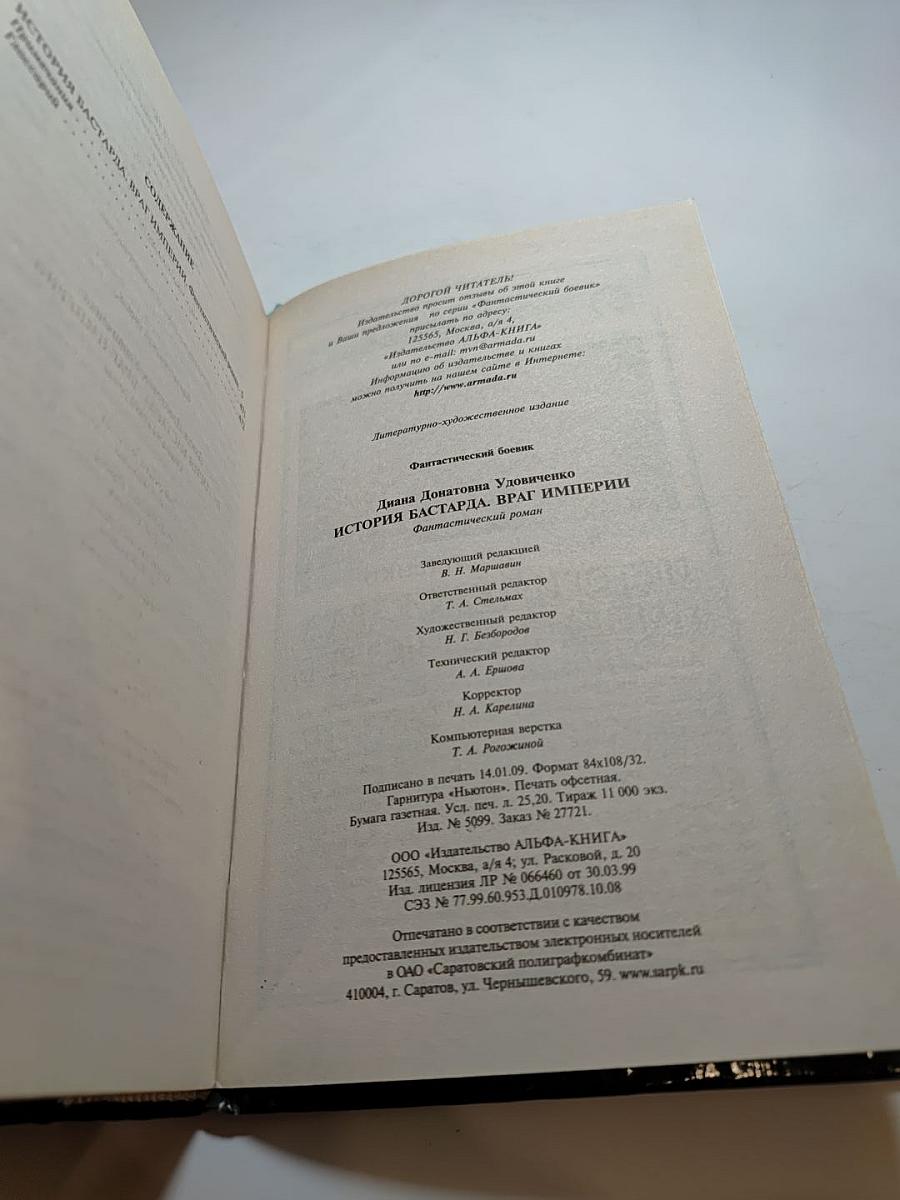 СОДЕРЖАНИЕ
ИСТОРИЯ БАСТАРДА. ВРАГ ИМПЕРИИ.
Примечания
Глоссарий
ДОРОГОЙ ЧИТАТЕЛЬ!
Издательство просит отзывы об этой книге
и Ваши предложения по серии «Фантастический боевик»
присылать по адресу:
125565, Москва, а/я 4,
«Издательство АЛЬФА-КНИГА»
или по e-mail: mvn@armada.ru
Информацию об издательстве и книгах
можно получить на нашем сайте в Интернете:
http://www.armada.ru
Литературно-художественное издание
Фантастический боевик
Диана Донатовна Удовиченко
ИСТОРИЯ БАСТАРДА. ВРАГ ИМПЕРИИ
Фантастический роман
Заведующий редакцией
В. Н. Маршавин
Ответственный редактор
Т. А. Стельмах
Художественный редактор
Н. Г. Безбородов
Технический редактор
А. А. Ершова
Корректор
Н. А. Карелина
Компьютерная верстка
Т. А. Рогожиной
Подписано в печать 14.01.09. Формат 84х108/32.
Гарнитура «Ньютон». Печать офсетная.
Бумага газетная. Усл. печ. л. 25,20. Тираж 11 000 экз.
Изд. № 5099. Заказ № 27721.
ООО «Издательство АЛЬФА-КНИГА»
125565, Москва, а/я 4; ул. Расковой, д. 20
Изд. лицензия ЛР № 066460 от 30.03.99
СЭЗ № 77.99.60.953.Д.010978.10.08
Отпечатано в соответствии с качеством
предоставленных издательством электронных носителей
в ОАО «Саратовский полиграфкомбинат»
410004, г. Саратов, ул. Чернышевского, 59. www.sarpk.ru